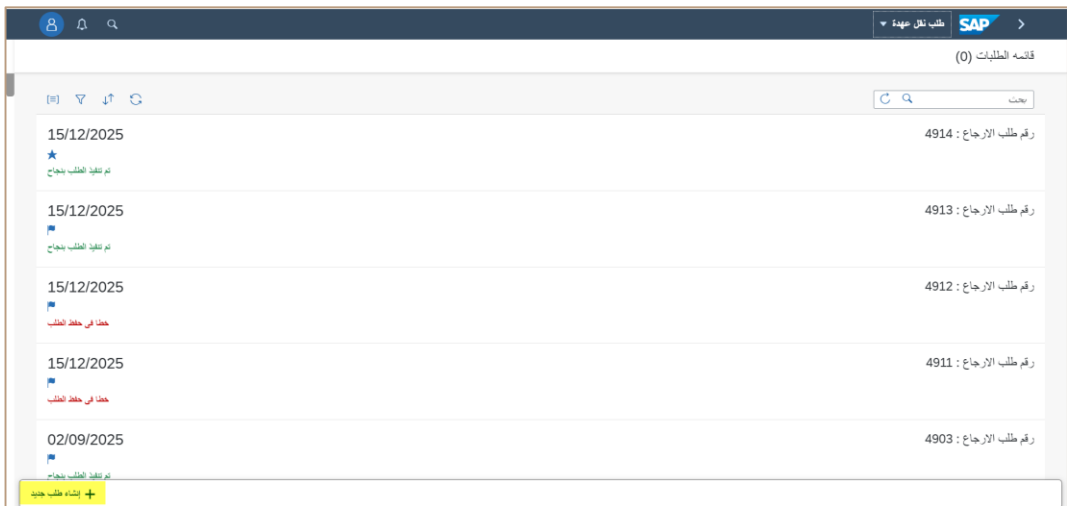 SAP طلب نقل عهدة
قائمه الطلبات (0)
بحث
رقم طلب الارجاع : 4914
15/12/2025
تم تنفيذ الطلب بنجاح
رقم طلب الارجاع : 4913
15/12/2025
تم تنفيذ الطلب بنجاح
رقم طلب الارجاع : 4912
15/12/2025
خطا فى حفظ الطلب
رقم طلب الارجاع : 4911
15/12/2025
خطا فى حفظ الطلب
رقم طلب الارجاع : 4903
02/09/2025
تم تنفيذ الطلب بنجاح
إنشاء طلب جديد